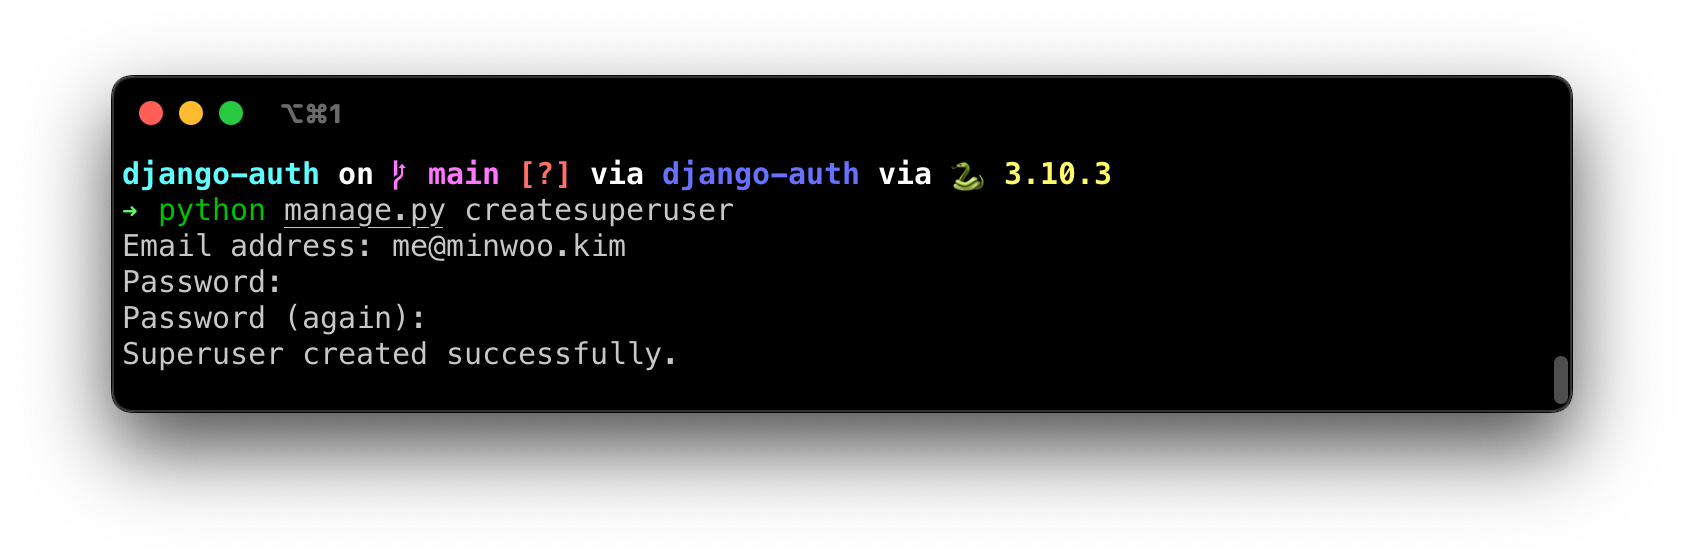 ⌥⌘1
django-auth on main [?] via django-auth via 🐍 3.10.3
→ python manage.py createsuperuser
Email address: me@minwoo.kim
Password:
Password (again):
Superuser created successfully.